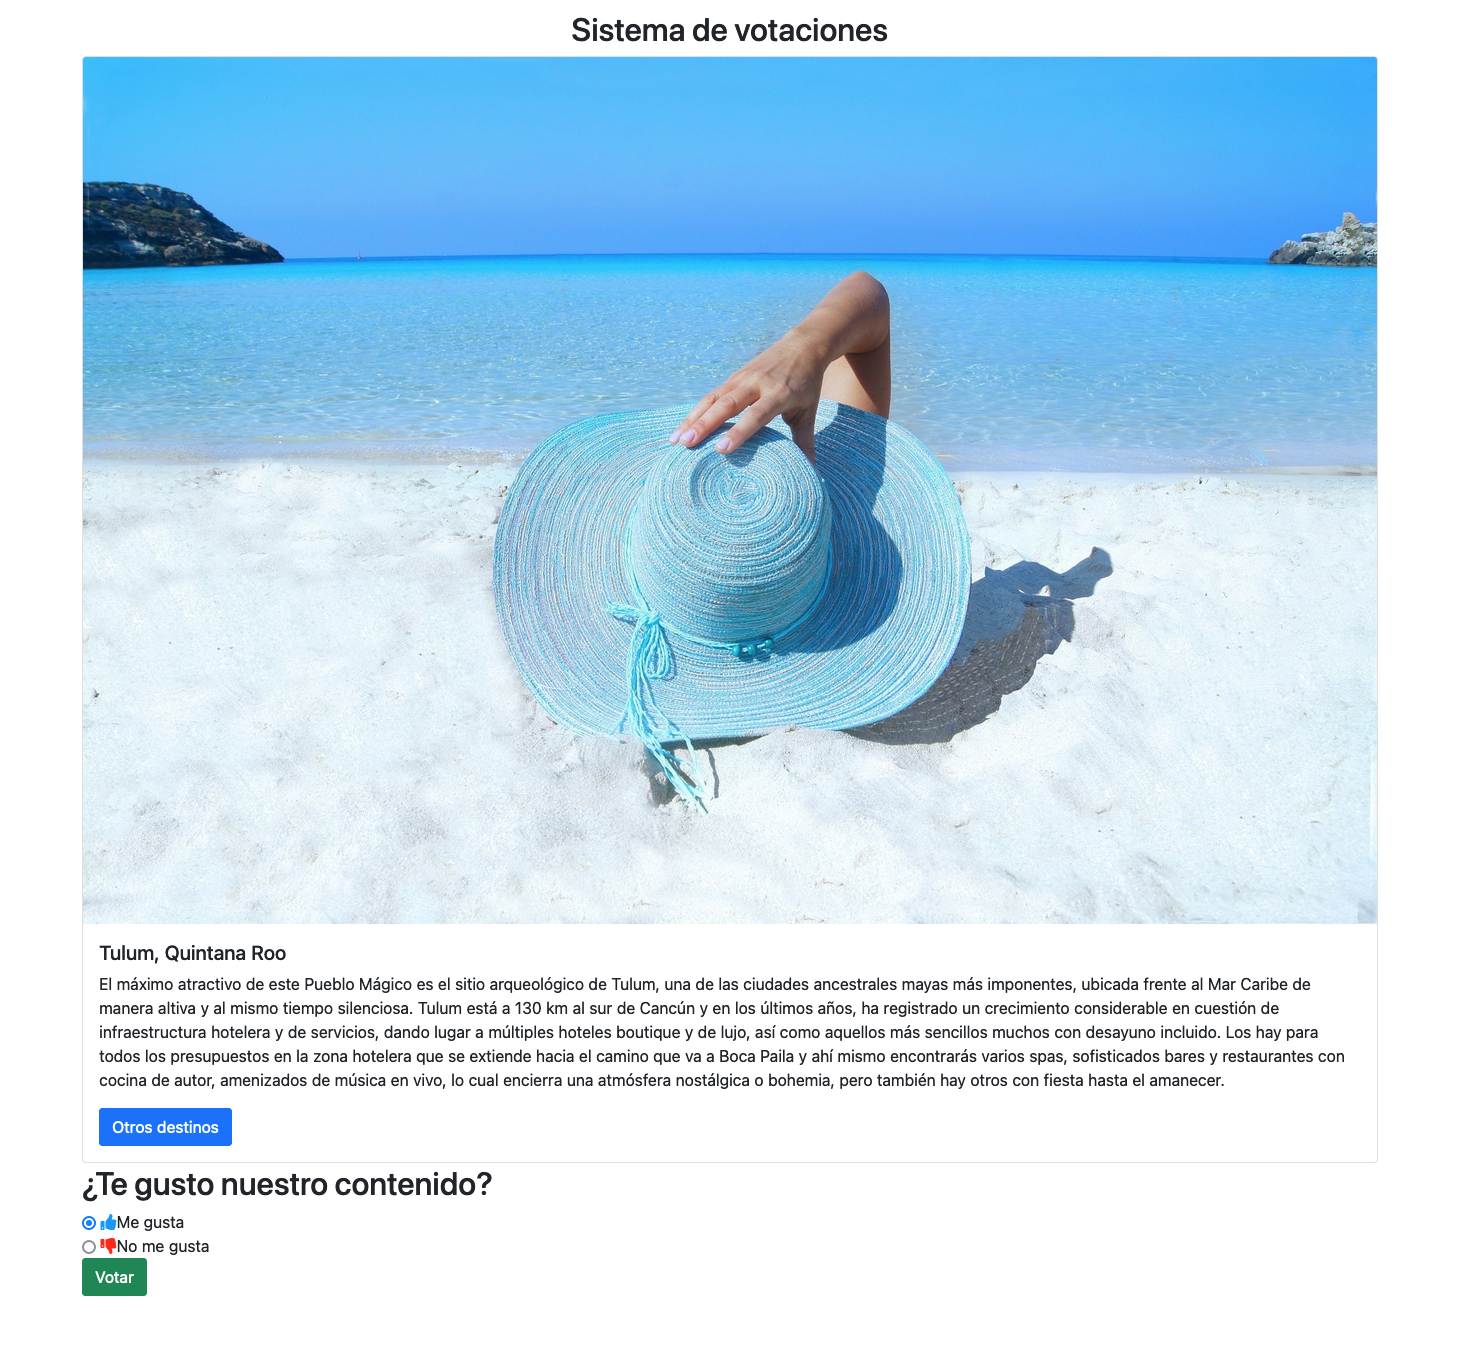 Sistema de votaciones
Tulum, Quintana Roo
El máximo atractivo de este Pueblo Mágico es el sitio arqueológico de Tulum, una de las ciudades ancestrales mayas más imponentes, ubicada frente al Mar Caribe de
manera altiva y al mismo tiempo silenciosa. Tulum está a 130 km al sur de Cancún y en los últimos años, ha registrado un crecimiento considerable en cuestión de
infraestructura hotelera y de servicios, dando lugar a múltiples hoteles boutique y de lujo, así como aquellos más sencillos muchos con desayuno incluido. Los hay para
todos los presupuestos en la zona hotelera que se extiende hacia el camino que va a Boca Paila y ahí mismo encontrarás varios spas, sofisticados bares y restaurantes con
cocina de autor, amenizados de música en vivo, lo cual encierra una atmósfera nostálgica o bohemia, pero también hay otros con fiesta hasta el amanecer.
Otros destinos
¿Te gusto nuestro contenido?
Me gusta
No me gusta
Votar